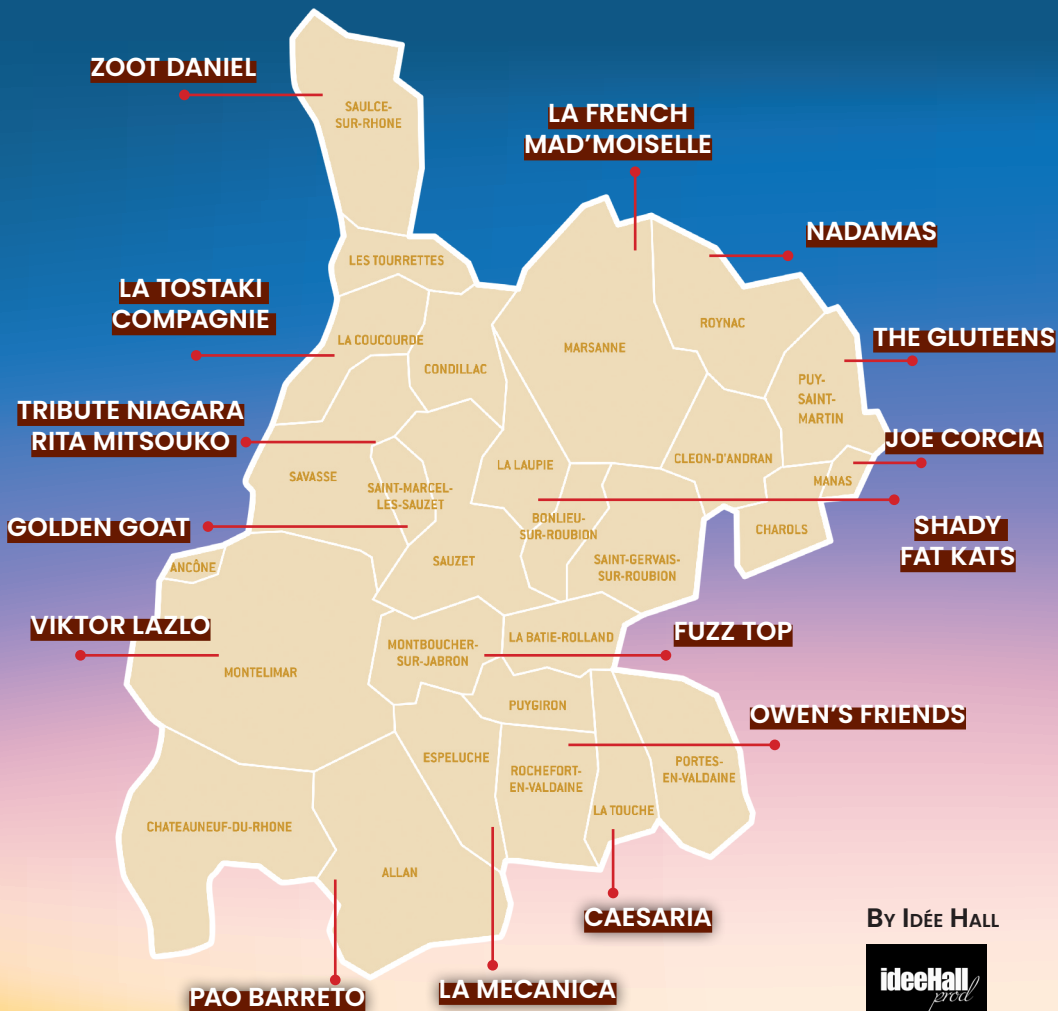 ZOOT DANIEL
SAULCE-
SUR-RHONE
LA FRENCH
MAD'MOISELLE
NADAMAS
LES TOURRETTES
LA TOSTAKI
COMPAGNIE
LA COUCOURDE
CONDILLAC
MARSANNE
ROYNAC
THE GLUTEENS
PUY-
SAINT-
MARTIN
TRIBUTE NIAGARA
RITA MITSOUKO
JOE CORCIA
SAVASSE
SAINT-MARCEL-
LES-SAUZET
LA LAUPIE
CLEON-D'ANDRAN
MANAS
GOLDEN GOAT
BONLIEU-
SUR-ROUBION
CHAROLS
SHADY
FAT KATS
ANCÔNE
SAUZET
SAINT-GERVAIS-
SUR-ROUBION
VIKTOR LAZLO
MONTELIMAR
MONTBOUCHER-
SUR-JABRON
LA BATIE-ROLLAND
FUZZ TOP
PUYGIRON
OWEN'S FRIENDS
ESPELUCHE
ROCHEFORT-
EN-VALDAINE
PORTES-
EN-VALDAINE
LA TOUCHE
CHATEAUNEUF-DU-RHONE
ALLAN
CAESARIA
PAO BARRETO
LA MECANICA
BY IDÉE HALL
ideeHall
prod